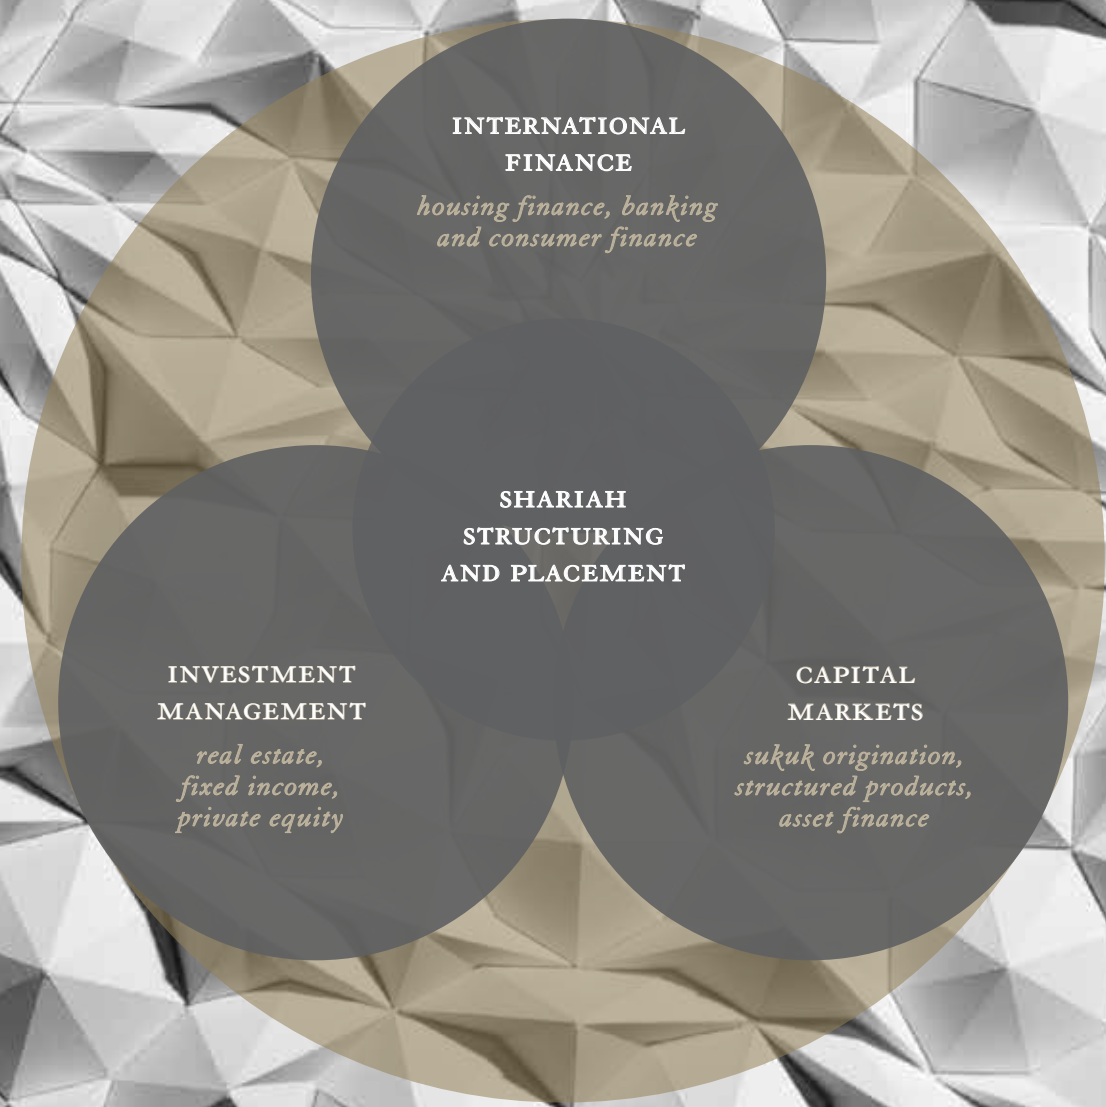 INTERNATIONAL
FINANCE
housing finance, banking
and consumer finance
SHARIAH
STRUCTURING
AND PLACEMENT
INVESTMENT
MANAGEMENT
real estate,
fixed income,
private equity
CAPITAL
MARKETS
sukuk origination,
structured products,
asset finance